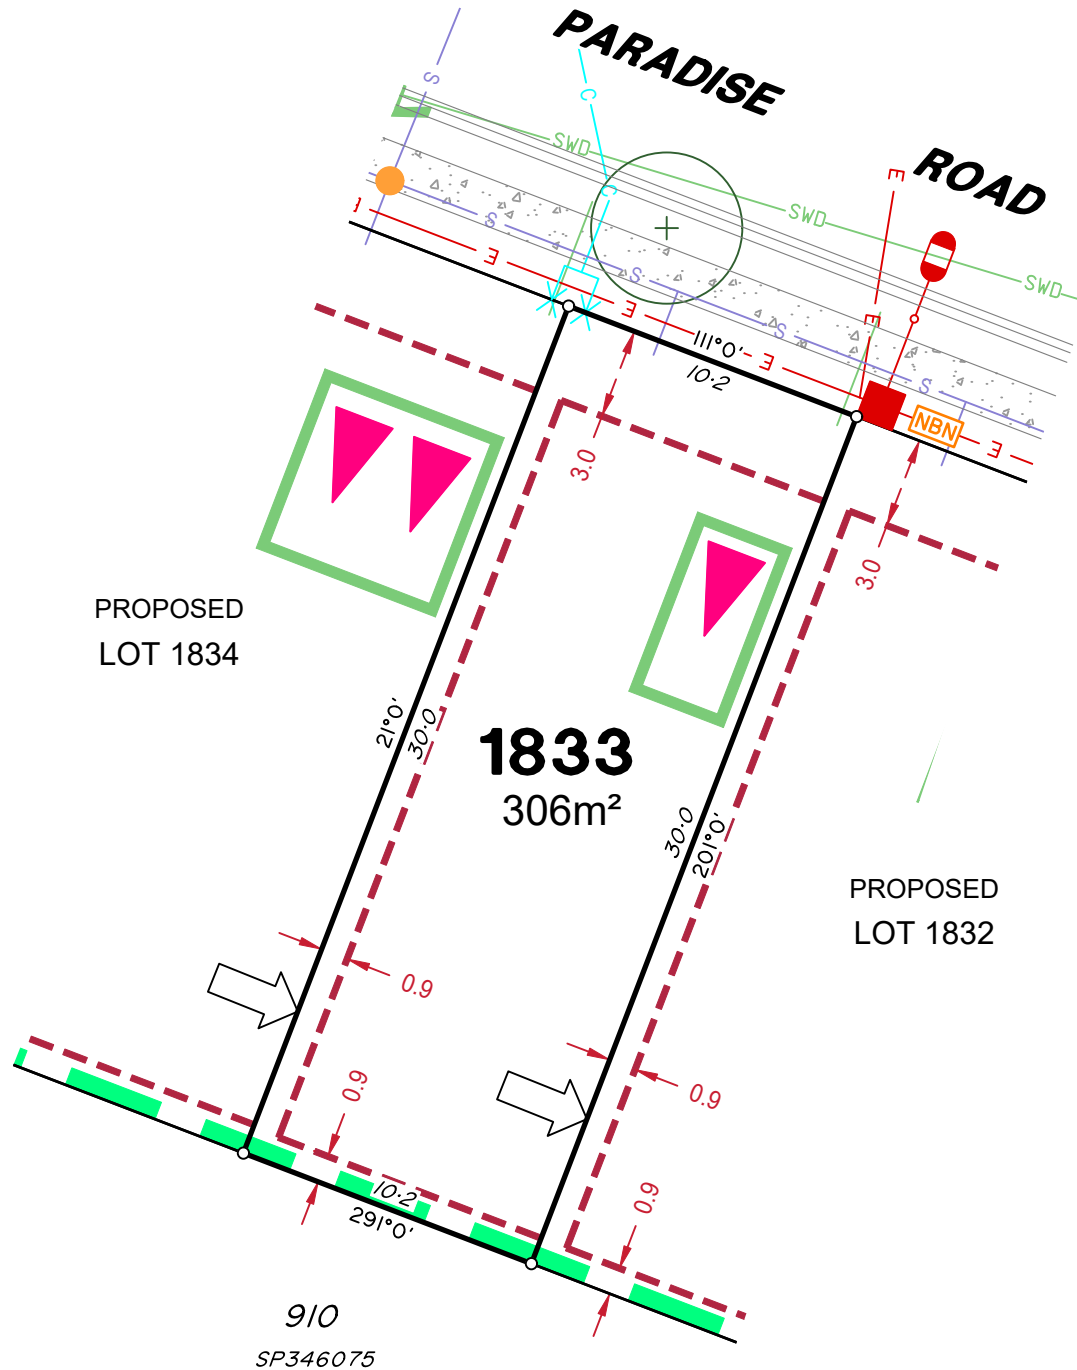 PARADISE
ROAD
S
C
SWD
E
C
SWD
S
E
S
SWD
E
E
S
111°0'
E
10·2
S
NBN
E
3.0
3.0
PROPOSED
LOT 1834
21°0'
30·0
1833
306m²
30·0
201°0'
PROPOSED
LOT 1832
0.9
0.9
0.9
0.9
10·2
291°0'
910
SP346075